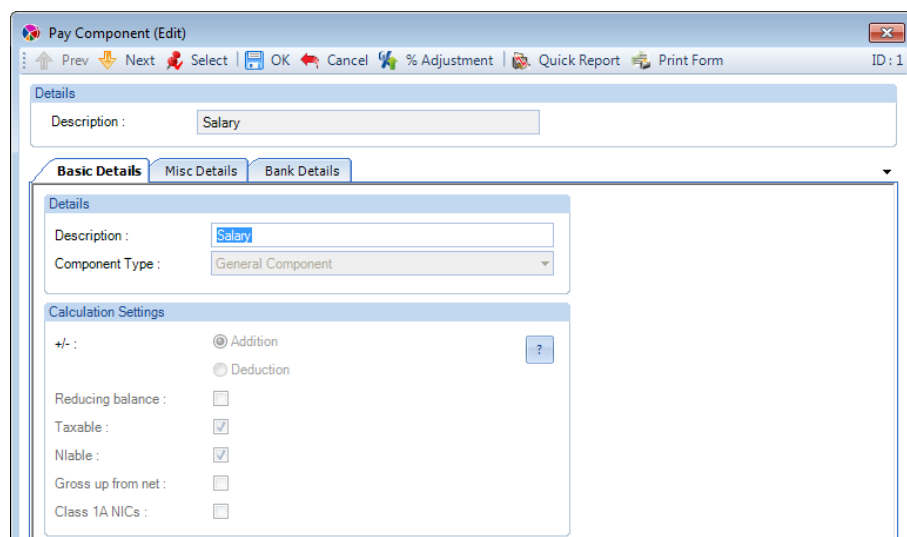 Pay Component (Edit)
Prev Next Select OK Cancel % Adjustment Quick Report Print Form ID : 1
Details
Description : Salary
Basic Details Misc Details Bank Details
Details
Description : Salary
Component Type : General Component
Calculation Settings
+/- : Addition ?
Deduction
Reducing balance :
Taxable :
NIable :
Gross up from net :
Class 1A NICs :